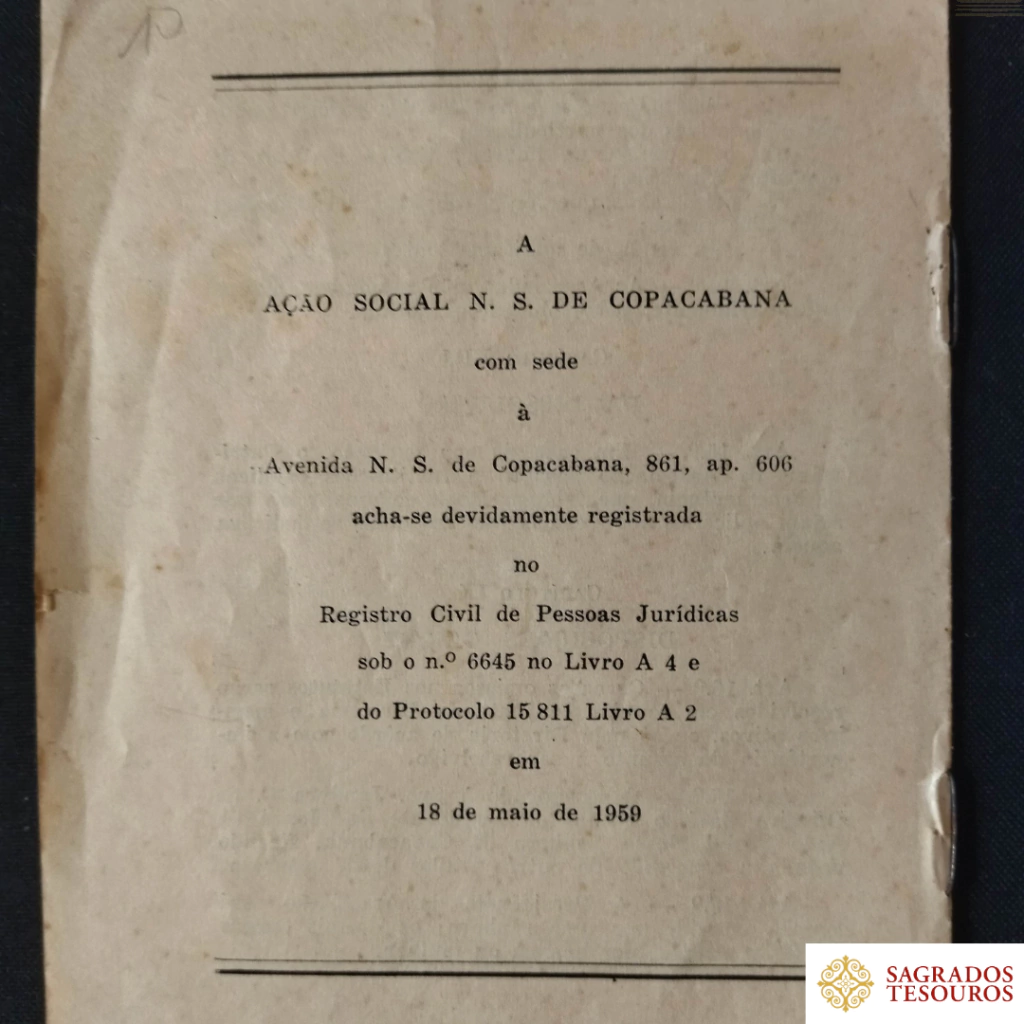 A
AÇÃO SOCIAL N. S. DE COPACABANA
com sede
à
Avenida N. S. de Copacabana, 861, ap. 606
acha-se devidamente registrada
no
Registro Civil de Pessoas Jurídicas
sob o n.º 6645 no Livro A 4 e
do Protocolo 15 811 Livro A 2
em
18 de maio de 1959
SAGRADOS
TESOUROS